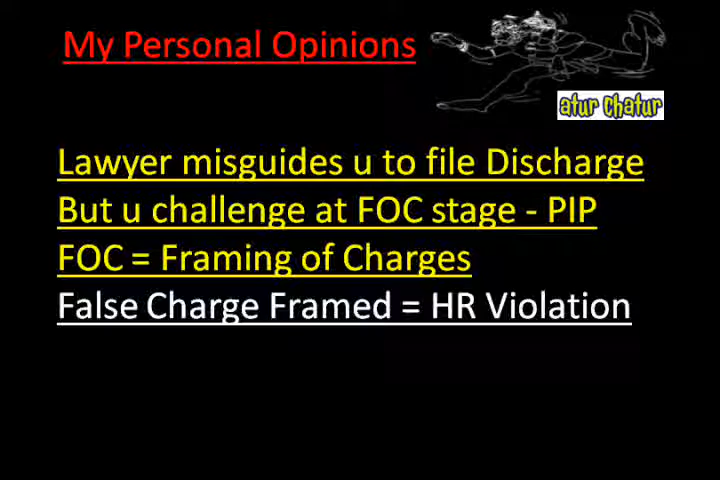 My Personal Opinions
atur chatur
Lawyer misguides u to file Discharge
But u challenge at FOC stage - PIP
FOC = Framing of Charges
False Charge Framed = HR Violation